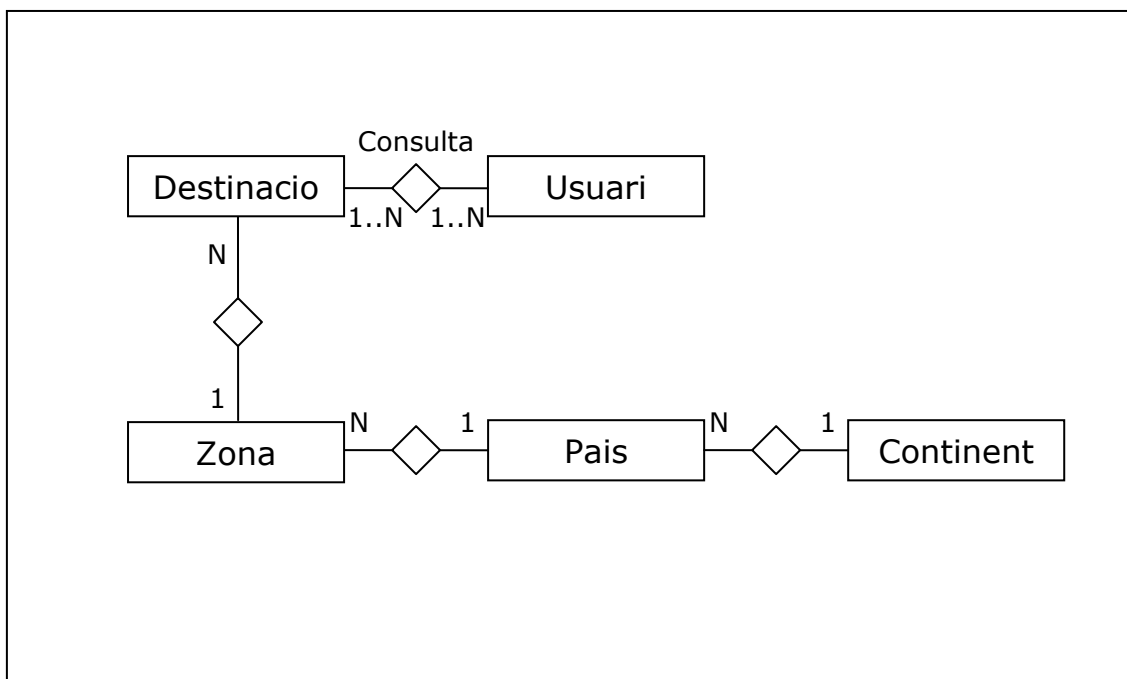 Consulta
Destinacio
Usuari
1..N 1..N
N
1
N 1 N 1
Zona
Pais
Continent